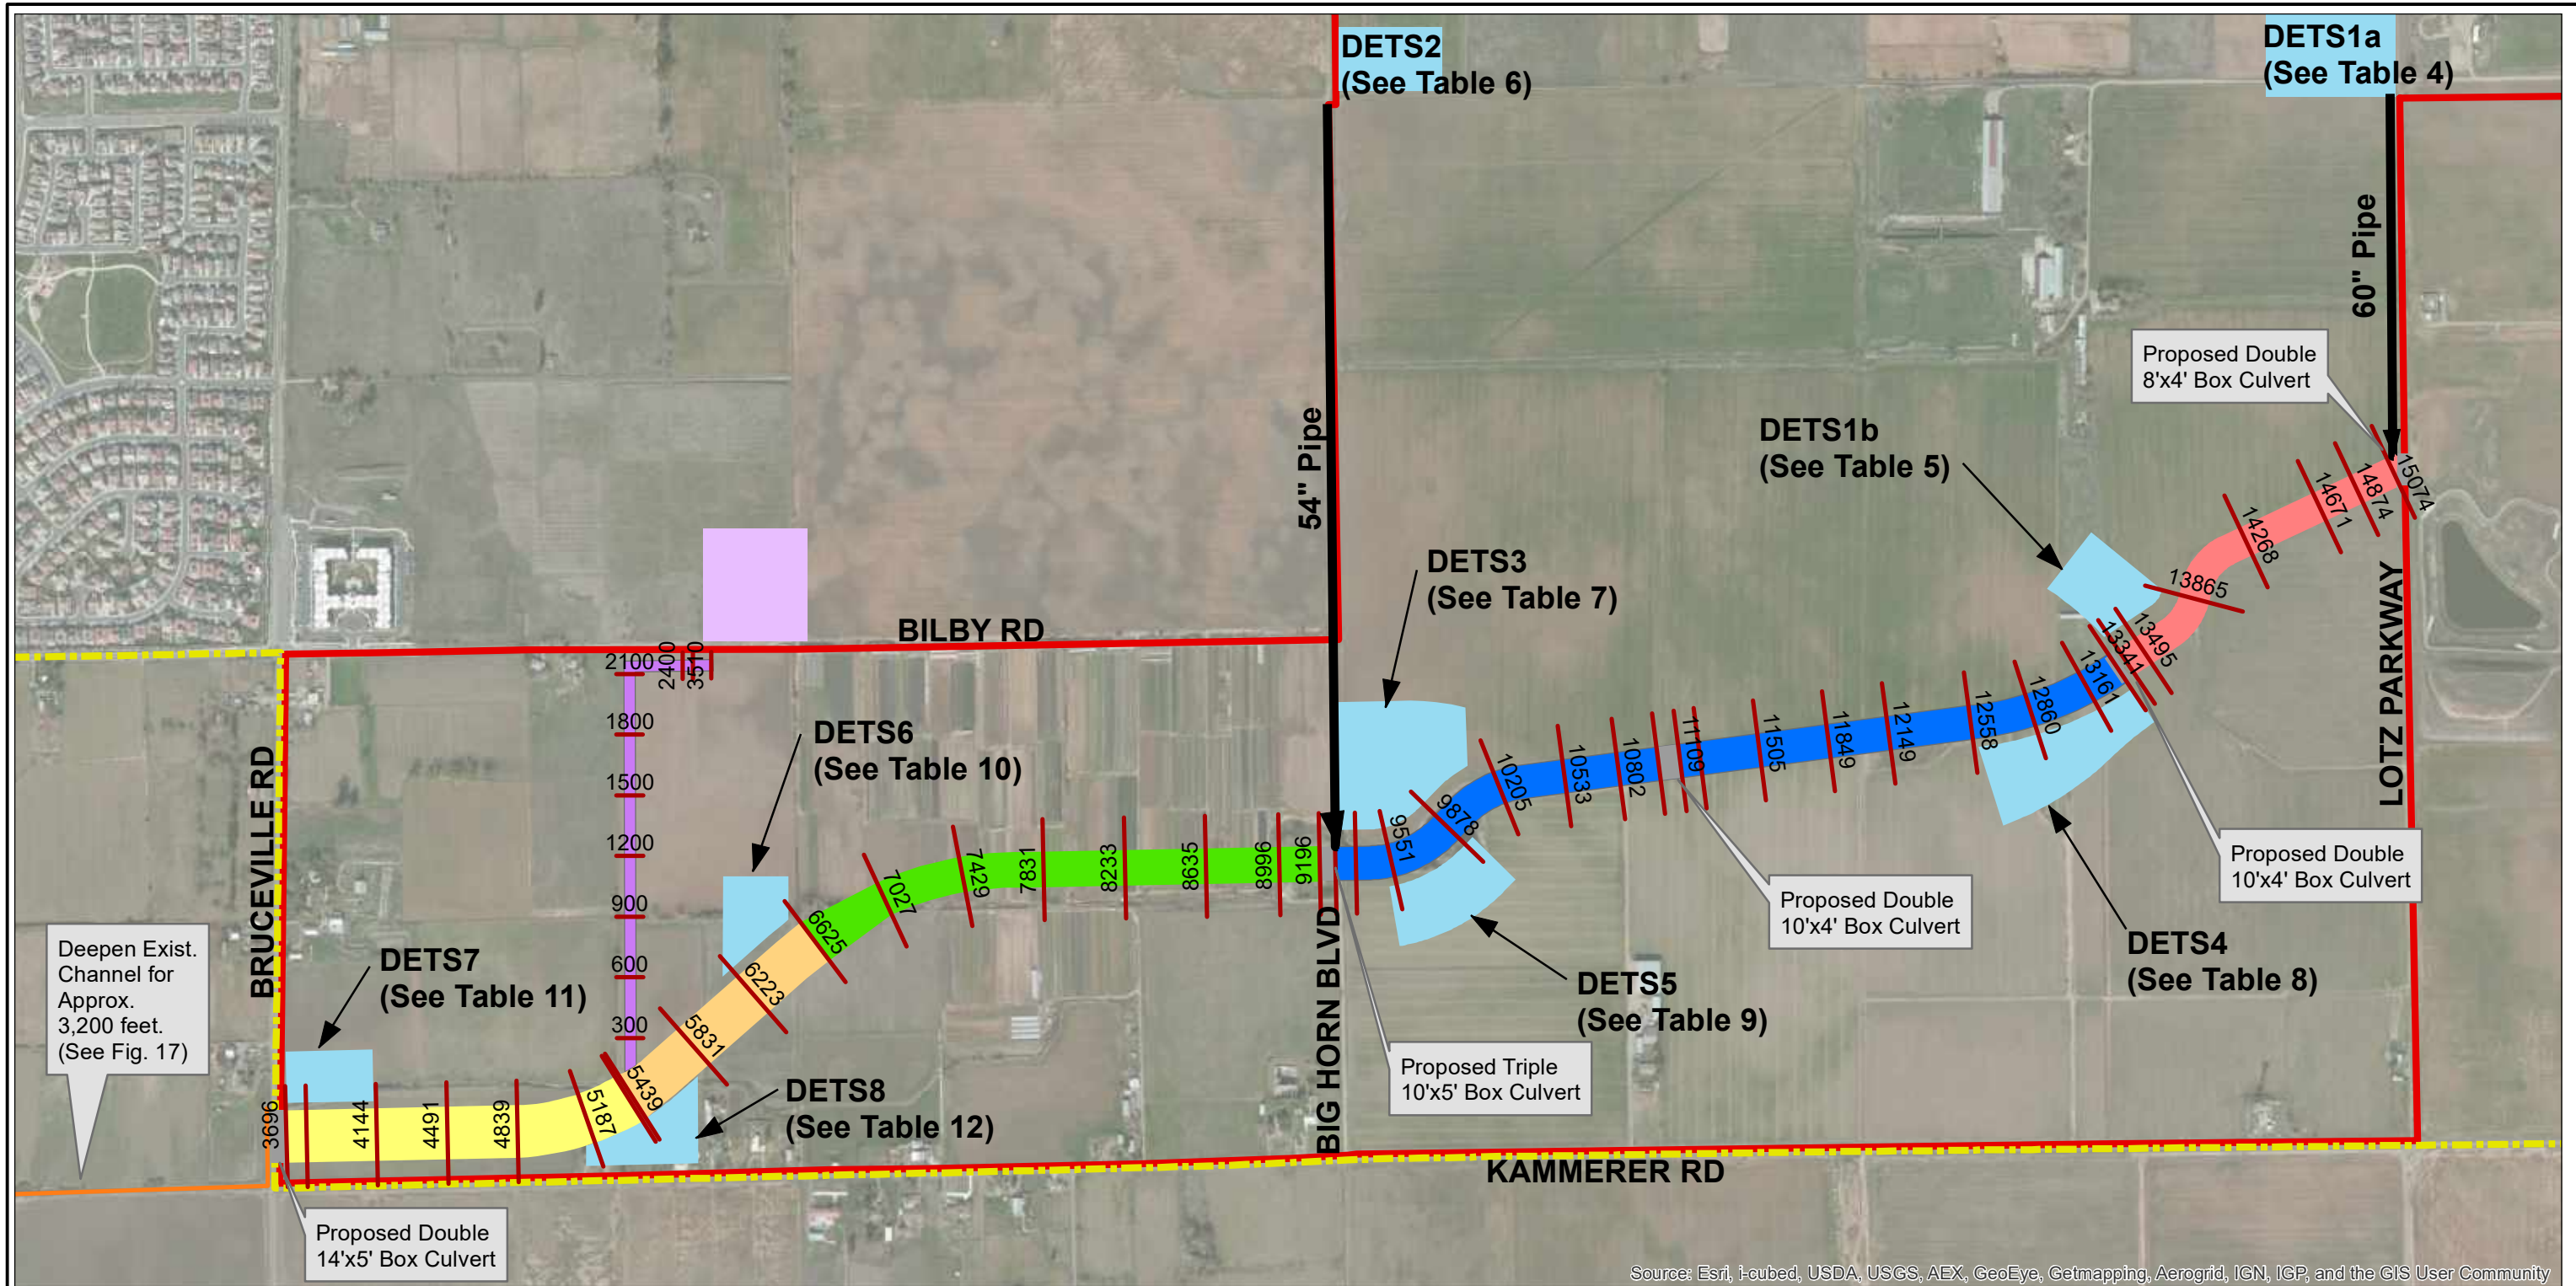 DETS2
(See Table 6)
DETS1a
(See Table 4)
60" Pipe
Proposed Double
8'x4' Box Culvert
54" Pipe
DETS1b
(See Table 5)
15074
14874
14671
14268
13865
13495
13341
13161
12860
12558
12149
11849
11505
11109
10802
10533
10205
9878
9551
DETS3
(See Table 7)
BILBY RD
LOTZ PARKWAY
2100
2400
3510
1800
1500
1200
900
600
300
DETS6
(See Table 10)
BRUCEVILLE RD
9196
8996
8635
8233
7831
7429
7027
6625
6223
5831
5439
5187
4839
4491
4144
3696
Proposed Double
10'x4' Box Culvert
Proposed Double
10'x4' Box Culvert
DETS4
(See Table 8)
DETS5
(See Table 9)
BIG HORN BLVD
Deepen Exist.
Channel for
Approx.
3,200 feet.
(See Fig. 17)
DETS7
(See Table 11)
DETS8
(See Table 12)
Proposed Triple
10'x5' Box Culvert
KAMMERER RD
Proposed Double
14'x5' Box Culvert
Source: Esri, i-cubed, USDA, USGS, AEX, GeoEye, Getmapping, Aerogrid, IGN, IGP, and the GIS User Community